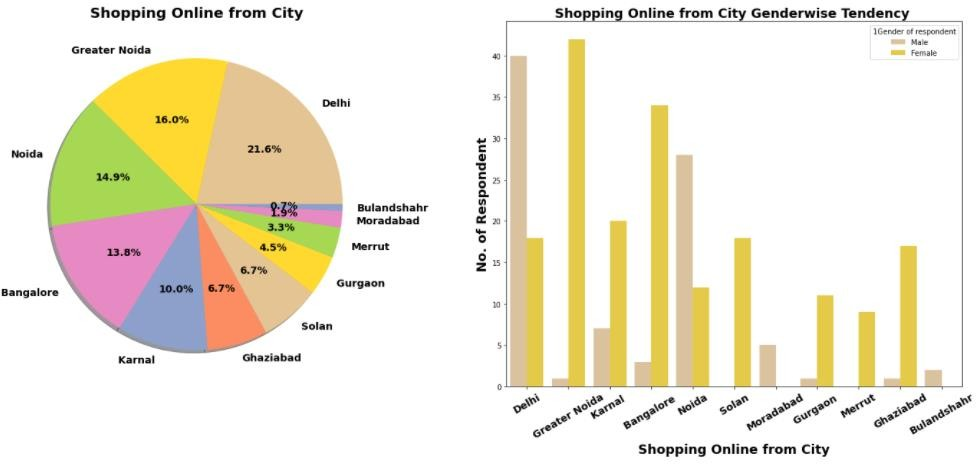 Shopping Online from City
Greater Noida
Delhi
16.0%
21.6%
Noida
14.9%
0.7%
Bulandshahr
1.9%
Moradabad
3.3%
Merrut
4.5%
13.8%
6.7%
Gurgaon
Bangalore
10.0%
6.7%
Solan
Karnal
Ghaziabad
Shopping Online from City Genderwise Tendency
1Gender of respondent
Male
Female
No. of Respondent
40
35
30
25
20
15
10
5
0
Delhi
Greater Noida
Karnal
Bangalore
Noida
Solan
Moradabad
Gurgaon
Merrut
Ghaziabad
Bulandshahr
Shopping Online from City